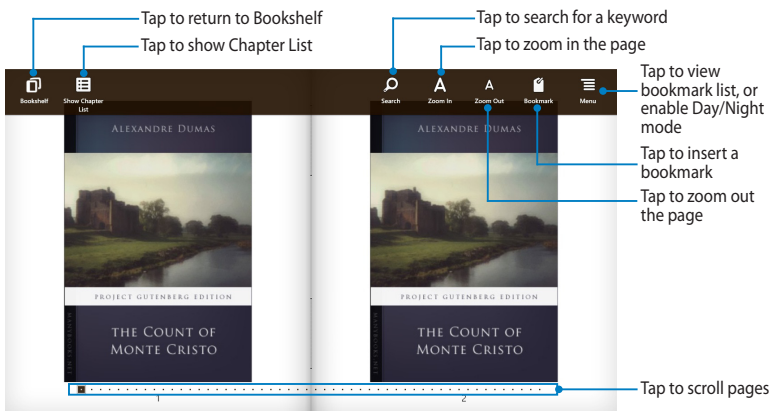 Tap to return to Bookshelf
Tap to show Chapter List
Tap to search for a keyword
Tap to zoom in the page
Tap to view
bookmark list, or
enable Day/Night
mode
Tap to insert a
bookmark
Tap to zoom out
the page
Bookshelf
Show Chapter
List
Search
Zoom In
Zoom Out
Bookmark
Menu
ALEXANDRE DUMAS
PROJECT GUTENBERG EDITION
THE COUNT OF
MONTE CRISTO
ALEXANDRE DUMAS
PROJECT GUTENBERG EDITION
THE COUNT OF
MONTE CRISTO
1
2
Tap to scroll pages